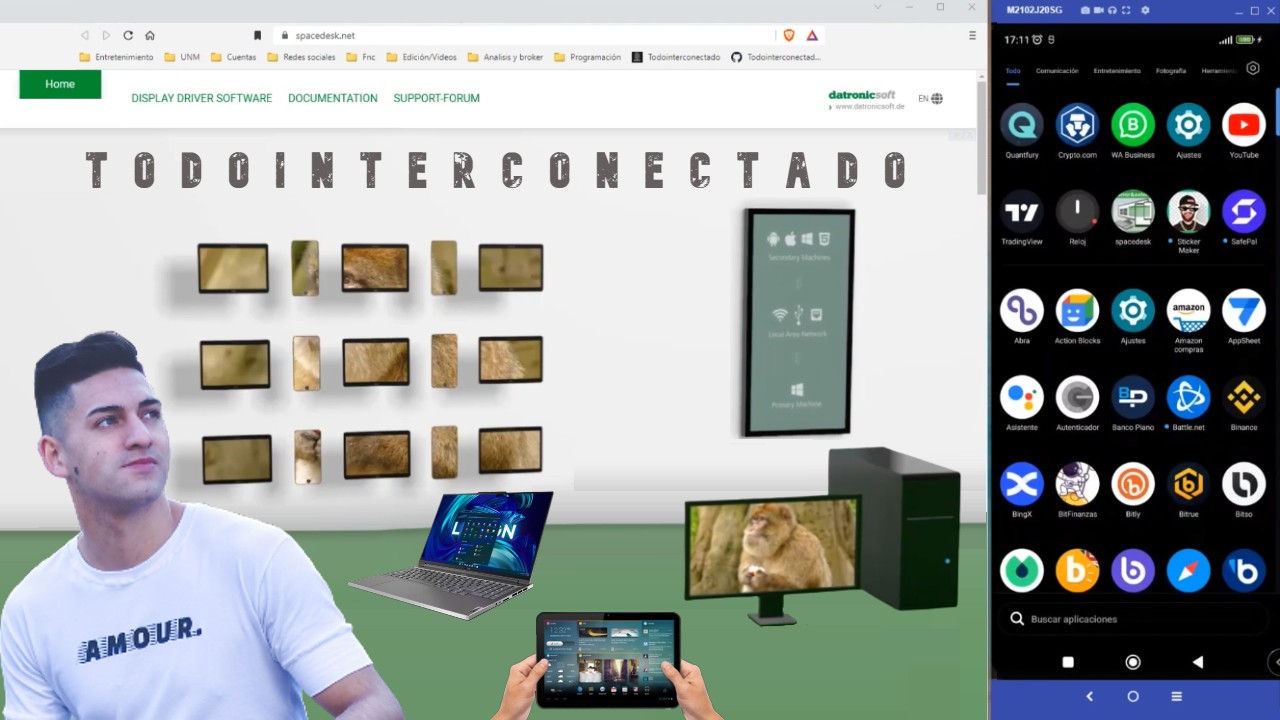 spacedesk.net
Entretenimiento UNM Cuentas Redes sociales Fnc Edición/Videos Analisis y broker Programación Todointerconectado Todointerconectad...
Home
DISPLAY DRIVER SOFTWARE DOCUMENTATION SUPPORT-FORUM
datronicsoft
www.datronicsoft.de
EN
TODOINTERCONECTADO
Secondary Machines
Local Area Network
Primary Machine
AMOUR.
M2102J20SG
17:11
Todo Comunicación Entretenimiento Fotografía Herramien
Quantfury Crypto.com WA Business Ajustes YouTube
TradingView Reloj spacedesk Sticker Maker SafePal
Abra Action Blocks Ajustes Amazon compras AppSheet
amazon
Asistente Autenticador Banco Piano Battle.net Binance
BingX BitFinanzas Bitly Bitrue Bitso
Buscar aplicaciones